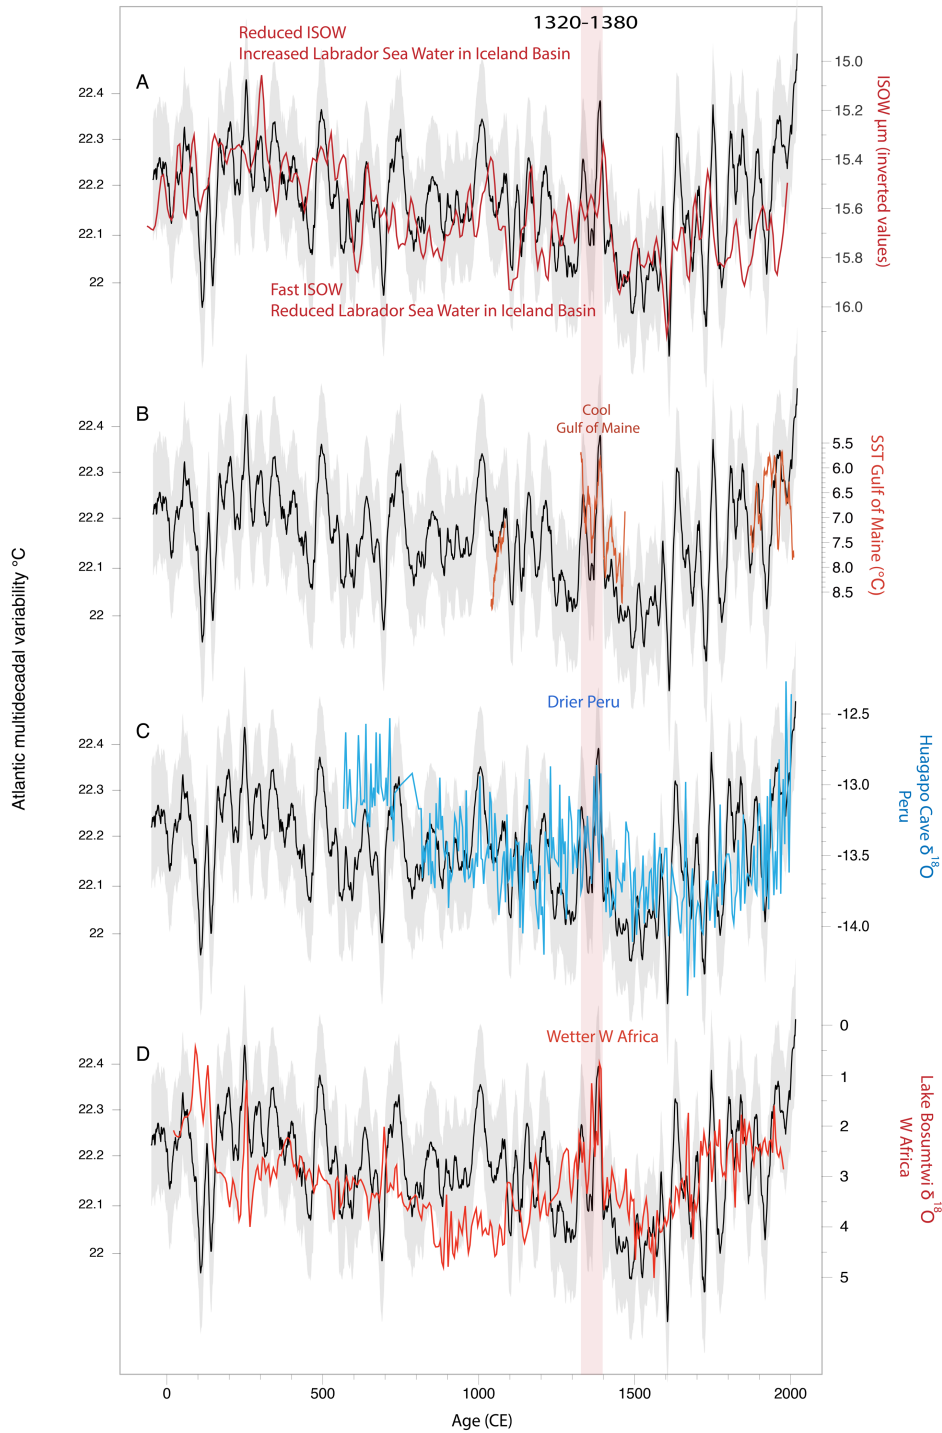 1320-1380
Reduced ISOW
Increased Labrador Sea Water in Iceland Basin
A
22.4
22.3
22.2
22.1
22
15.0
15.2
15.4
15.6
15.8
16.0
ISOW µm (inverted values)
Fast ISOW
Reduced Labrador Sea Water in Iceland Basin
B
Cool
Gulf of Maine
22.4
22.3
22.2
22.1
22
5.5
6.0
6.5
7.0
7.5
8.0
8.5
SST Gulf of Maine (°C)
Atlantic multidecadal variability °C
C
Drier Peru
22.4
22.3
22.2
22.1
22
-12.5
-13.0
-13.5
-14.0
Huagapo Cave δ18O
Peru
D
Wetter W Africa
22.4
22.3
22.2
22.1
22
0
1
2
3
4
5
Lake Bosumtwi δ18O
W Africa
0
500
1000
1500
2000
Age (CE)